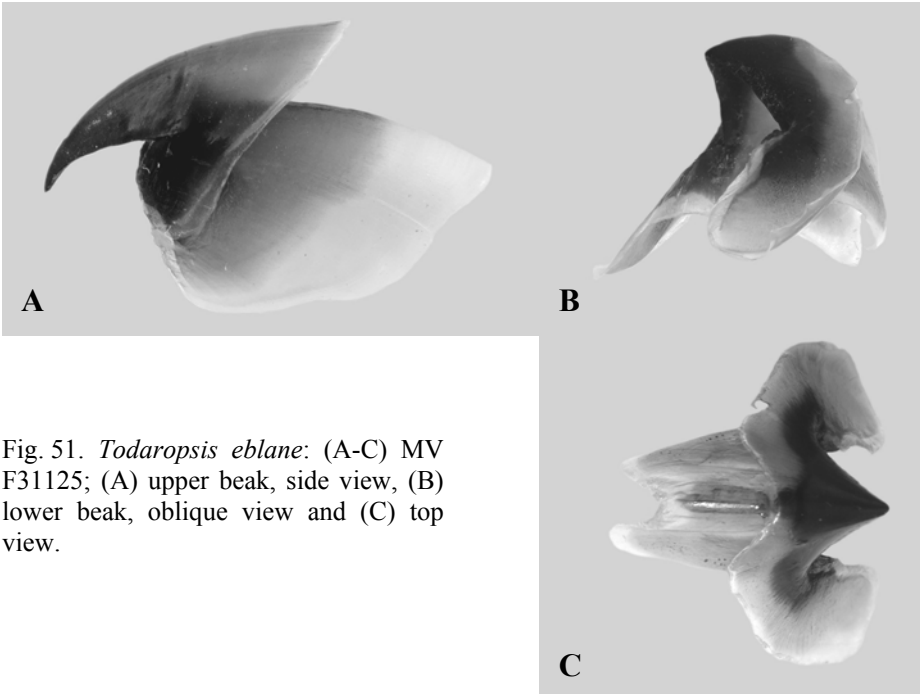 A
B
Fig. 51. Todaropsis eblane: (A-C) MV
F31125; (A) upper beak, side view, (B)
lower beak, oblique view and (C) top
view.
C